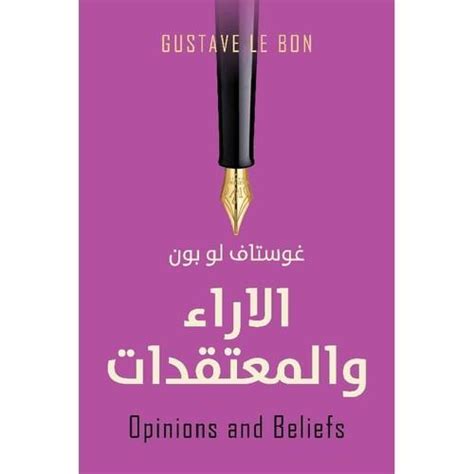 GUSTAVE LE BON
غوستاف لو بون
الاراء
والمعتقدات
Opinions and Beliefs